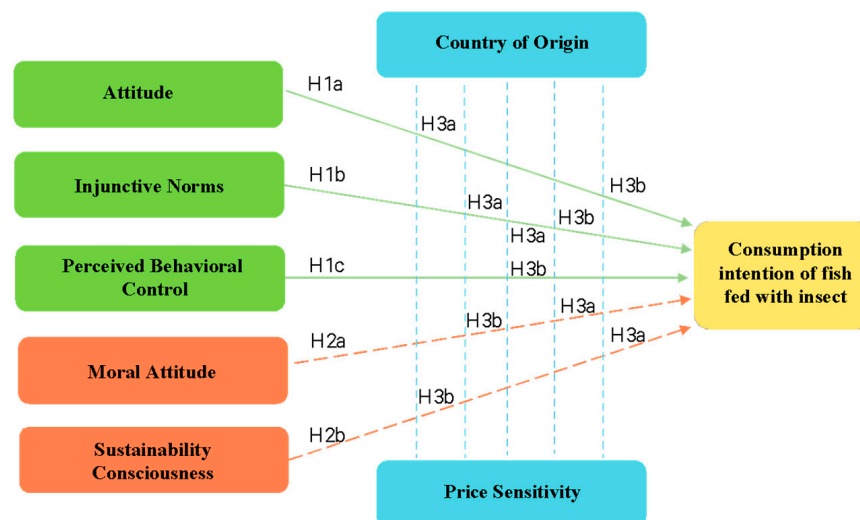 Country of Origin
H1a
Attitude
H3a
H1b
H3b
Injunctive Norms
H3a
H3b
H3a
Perceived Behavioral
Control
H1c
H3b
Consumption
intention of fish
fed with insect
H3a
H3b
H2a
H3a
Moral Attitude
H3b
H2b
Sustainability
Consciousness
Price Sensitivity